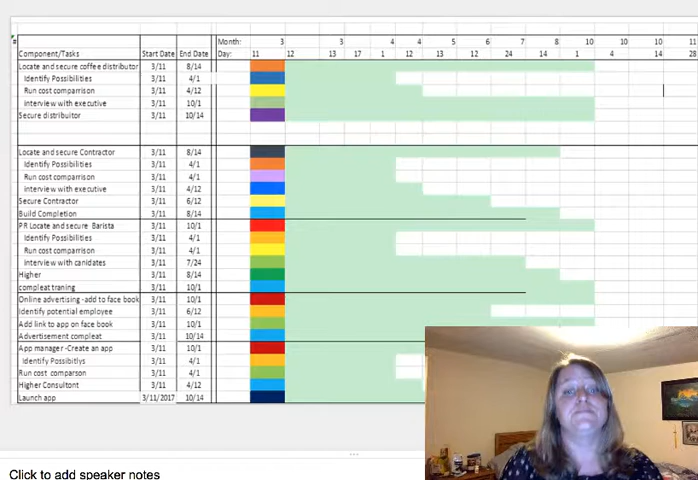 Month: 3 3 4 4 5 6 7 8 10 10 10 11
Component/Tasks Start Date End Date Day: 11 12 13 17 1 12 13 12 24 14 1 4 14 28
Locate and secure coffee distributor 3/11 8/14
Identify Possibilities 3/11 4/1
Run cost comparrison 3/11 4/12
interview with executive 3/11 10/1
Secure distribuitor 3/11 10/14
Locate and secure Contractor 3/11 8/14
Identify Possibilities 3/11 4/1
Run cost comparrison 3/11 4/1
interview with executive 3/11 4/12
Secure Contractor 3/11 6/12
Build Completion 3/11 8/14
PR Locate and secure Barista 3/11 10/1
Identify Possibilities 3/11 4/1
Run cost comparrison 3/11 4/1
Interview with canidates 3/11 7/24
Higher 3/11 8/14
compleat traning 3/11 10/1
Online advertising -add to face book 3/11 10/1
Identify potential employee 3/11 6/12
Add link to app on face book 3/11 10/1
Advertisement compleat 3/11 10/14
App manager -Create an app 3/11 10/1
Identify Possibitlys 3/11 4/1
Run cost comparson 3/11 4/1
Higher Consultont 3/11 4/12
Launch app 3/11/2017 10/14
Click to add speaker notes